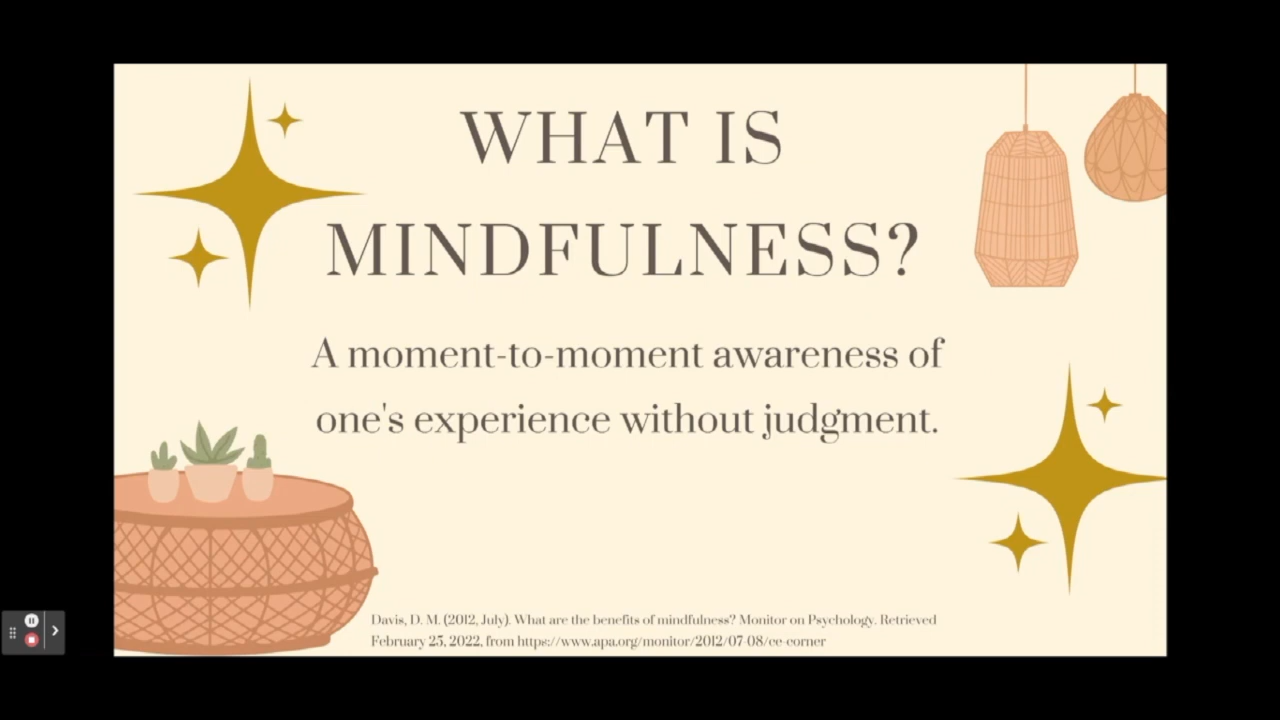 WHAT IS
MINDFULNESS?
A moment-to-moment awareness of
one's experience without judgment.
Davis, D. M. (2012, July). What are the benefits of mindfulness? Monitor on Psychology. Retrieved
February 25, 2022, from https://www.apa.org/monitor/2012/07-08/ce-corner